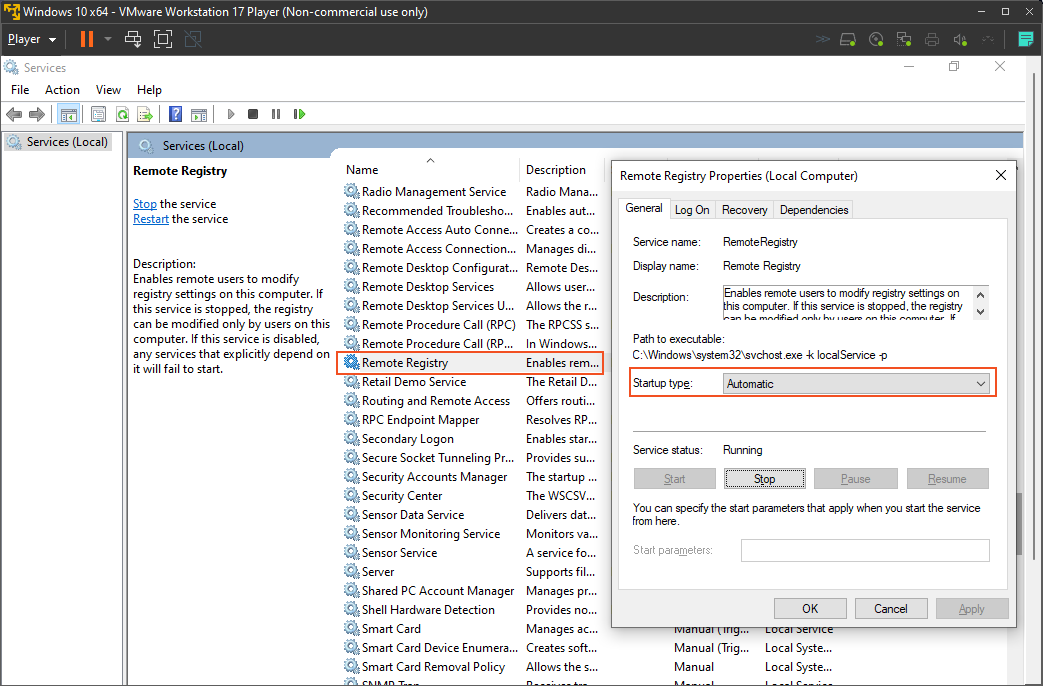 Windows 10 x64 - VMware Workstation 17 Player (Non-commercial use only)
Player
Services
File Action View Help
Services (Local)
Services (Local)
Remote Registry
Stop the service
Restart the service
Description:
Enables remote users to modify
registry settings on this computer. If
this service is stopped, the registry
can be modified only by users on this
computer. If this service is disabled,
any services that explicitly depend on
it will fail to start.
Name Description
Radio Management Service Radio Mana...
Recommended Troublesho... Enables aut...
Remote Access Auto Conne... Creates a co...
Remote Access Connection... Manages di...
Remote Desktop Configurat... Remote Des...
Remote Desktop Services Allows user...
Remote Desktop Services U... Allows the r...
Remote Procedure Call (RPC) The RPCSS s...
Remote Procedure Call (RP... In Windows...
Remote Registry Enables rem...
Retail Demo Service The Retail D...
Routing and Remote Access Offers routi...
RPC Endpoint Mapper Resolves RP...
Secondary Logon Enables star...
Secure Socket Tunneling Pr... Provides su...
Security Accounts Manager The startup ...
Security Center The WSCSV...
Sensor Data Service Delivers dat...
Sensor Monitoring Service Monitors va...
Sensor Service A service fo...
Server Supports fil...
Shared PC Account Manager Manages pr...
Shell Hardware Detection Provides no...
Smart Card Manages ac... Manual (Trig... Local Service
Smart Card Device Enumera... Creates soft... Manual (Trig... Local Syste...
Smart Card Removal Policy Allows the s... Manual Local Syste...
SNMP Trap Receives tra... Manual Local Service
Remote Registry Properties (Local Computer)
General Log On Recovery Dependencies
Service name: RemoteRegistry
Display name: Remote Registry
Description: Enables remote users to modify registry settings on
this computer. If this service is stopped, the registry
can be modified only by users on this computer. If
Path to executable:
C:\Windows\system32\svchost.exe -k localService -p
Startup type: Automatic
Service status: Running
Start Stop Pause Resume
You can specify the start parameters that apply when you start the service
from here.
Start parameters:
OK Cancel Apply